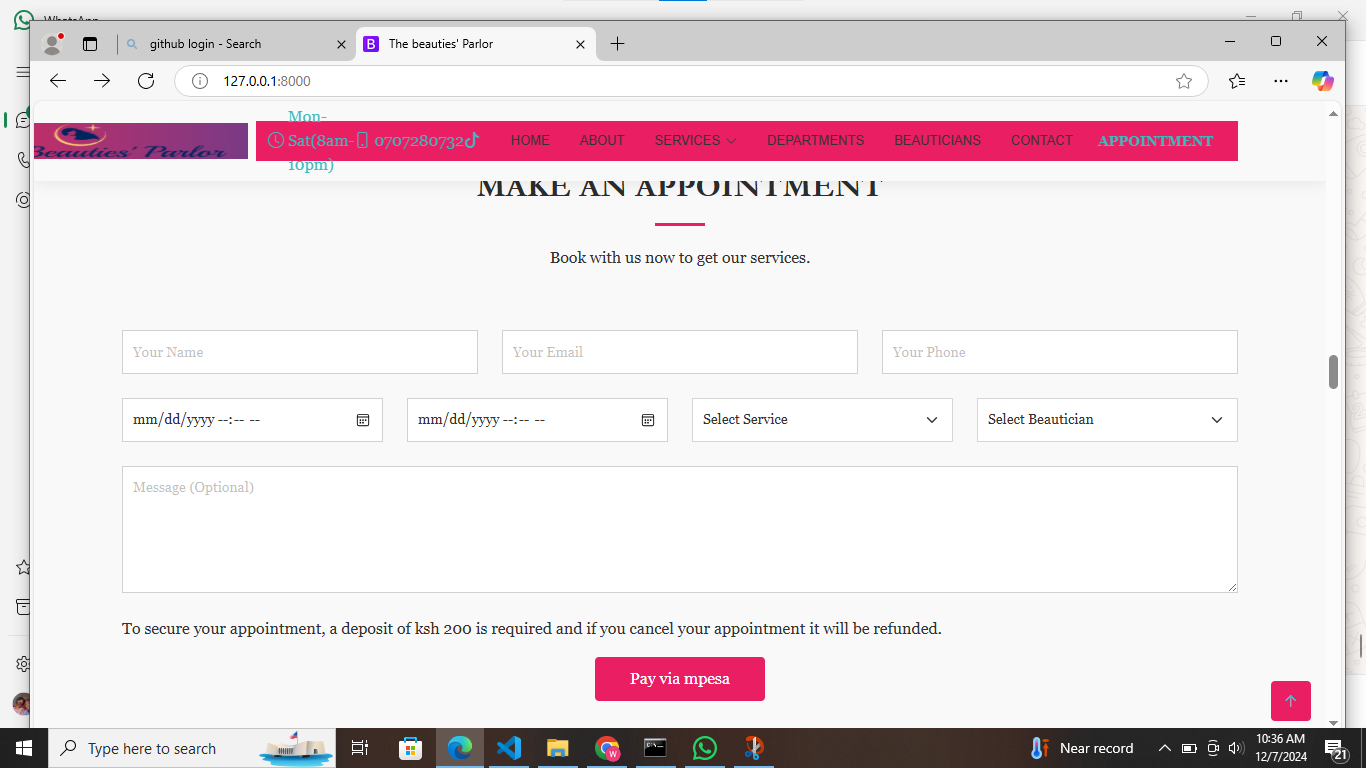 WhatsApp
github login - Search
The beauties' Parlor
127.0.0.1:8000
Beauties' Parlor
Mon-
Sat(8am-
10pm)
0707280732
HOME
ABOUT
SERVICES
DEPARTMENTS
BEAUTICIANS
CONTACT
APPOINTMENT
MAKE AN APPOINTMENT
Book with us now to get our services.
Your Name
Your Email
Your Phone
mm/dd/yyyy --:-- --
mm/dd/yyyy --:-- --
Select Service
Select Beautician
Message (Optional)
To secure your appointment, a deposit of ksh 200 is required and if you cancel your appointment it will be refunded.
Pay via mpesa
Type here to search
Near record
10:36 AM
12/7/2024
21